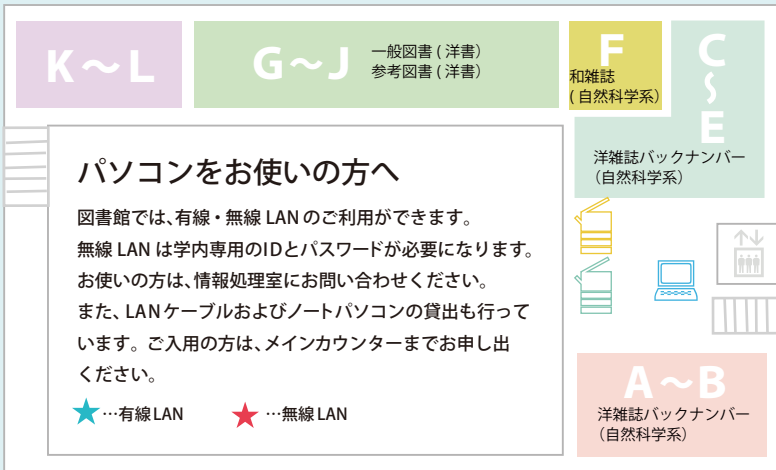 K～L
G～J
一般図書 ( 洋書）
参考図書 ( 洋書）
F
和雑誌
( 自然科学系）
C～E
洋雑誌バックナンバー
（自然科学系）
パソコンをお使いの方へ
図書館では、有線・無線 LAN のご利用ができます。
無線 LAN は学内専用のIDとパスワードが必要になります。
お使いの方は、情報処理室にお問い合わせください。
また、LANケーブルおよびノートパソコンの貸出も行って
います。ご入用の方は、メインカウンターまでお申し出
ください。
★…有線LAN
★…無線LAN
A～B
洋雑誌バックナンバー
（自然科学系）